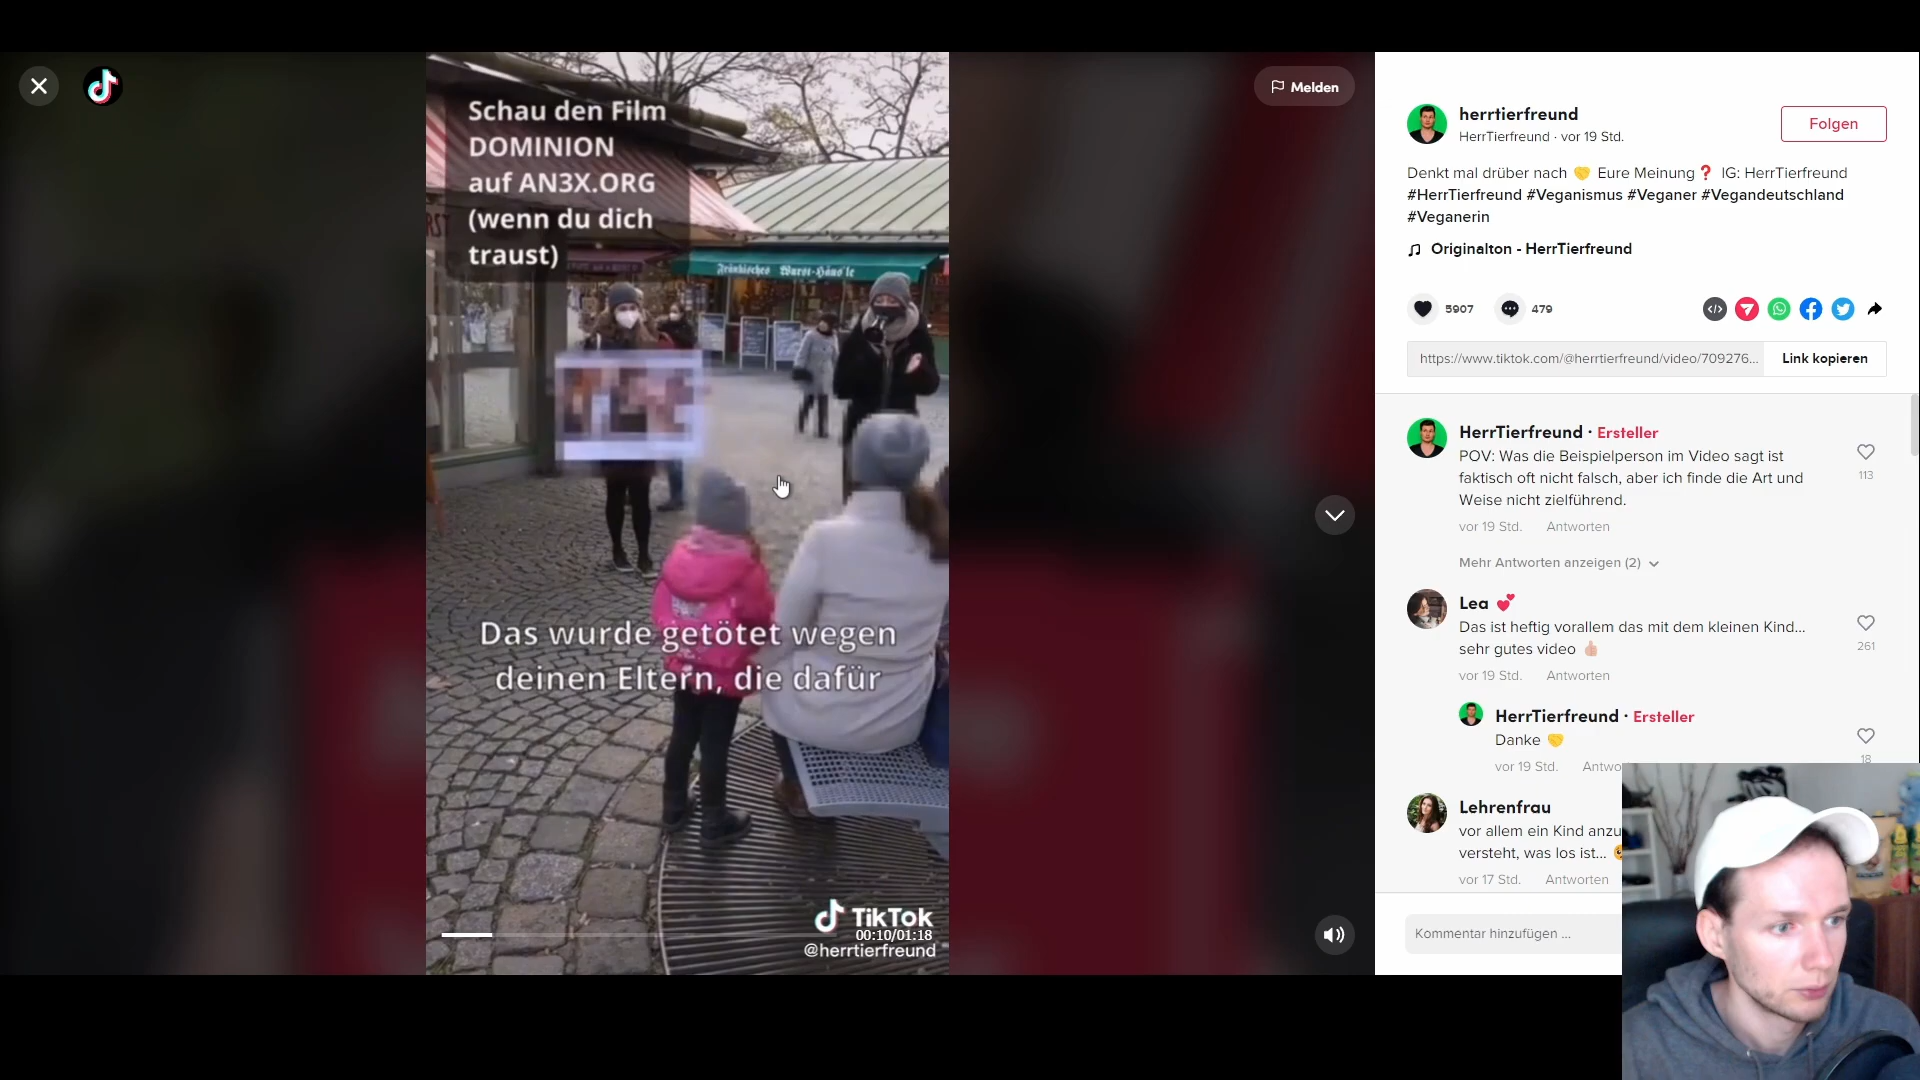 Schau den Film
DOMINION
auf AN3X.ORG
(wenn du dich
traust)
Fränkisches Wurst-Häus'le
Das wurde getötet wegen
deinen Eltern, die dafür
TikTok
00:10/01:18
@herrtierfreund
Melden
herrtierfreund
HerrTierfreund · vor 19 Std.
Folgen
Denkt mal drüber nach 🤝 Eure Meinung❓ IG: HerrTierfreund
#HerrTierfreund #Veganismus #Veganer #Vegandeutschland
#Veganerin
Originalton - HerrTierfreund
5907
479
https://www.tiktok.com/@herrtierfreund/video/709276...
Link kopieren
HerrTierfreund · Ersteller
POV: Was die Beispielperson im Video sagt ist
faktisch oft nicht falsch, aber ich finde die Art und
Weise nicht zielführend.
113
vor 19 Std. Antworten
Mehr Antworten anzeigen (2)
Lea 💕
Das ist heftig vorallem das mit dem kleinen Kind...
sehr gutes video 👍🏼
261
vor 19 Std. Antworten
HerrTierfreund · Ersteller
Danke 🤝
18
vor 19 Std. Antwo
Lehrenfrau
vor allem ein Kind anzu
versteht, was los ist...
vor 17 Std. Antworten
Kommentar hinzufügen ...